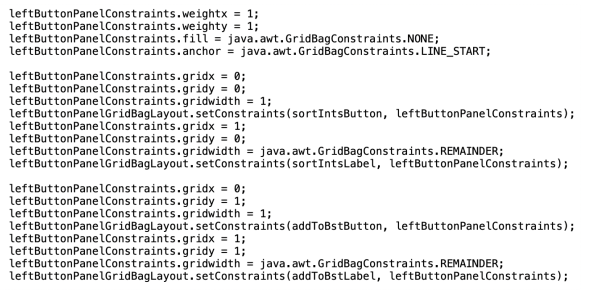 leftButtonPanelConstraints.weightx = 1;
leftButtonPanelConstraints.weighty = 1;
leftButtonPanelConstraints.fill = java.awt.GridBagConstraints.NONE;
leftButtonPanelConstraints.anchor = java.awt.GridBagConstraints.LINE_START;

leftButtonPanelConstraints.gridx = 0;
leftButtonPanelConstraints.gridy = 0;
leftButtonPanelConstraints.gridwidth = 1;
leftButtonPanelGridBagLayout.setConstraints(sortIntsButton, leftButtonPanelConstraints);
leftButtonPanelConstraints.gridx = 1;
leftButtonPanelConstraints.gridy = 0;
leftButtonPanelConstraints.gridwidth = java.awt.GridBagConstraints.REMAINDER;
leftButtonPanelGridBagLayout.setConstraints(sortIntsLabel, leftButtonPanelConstraints);

leftButtonPanelConstraints.gridx = 0;
leftButtonPanelConstraints.gridy = 1;
leftButtonPanelConstraints.gridwidth = 1;
leftButtonPanelGridBagLayout.setConstraints(addToBstButton, leftButtonPanelConstraints);
leftButtonPanelConstraints.gridx = 1;
leftButtonPanelConstraints.gridy = 1;
leftButtonPanelConstraints.gridwidth = java.awt.GridBagConstraints.REMAINDER;
leftButtonPanelGridBagLayout.setConstraints(addToBstLabel, leftButtonPanelConstraints);